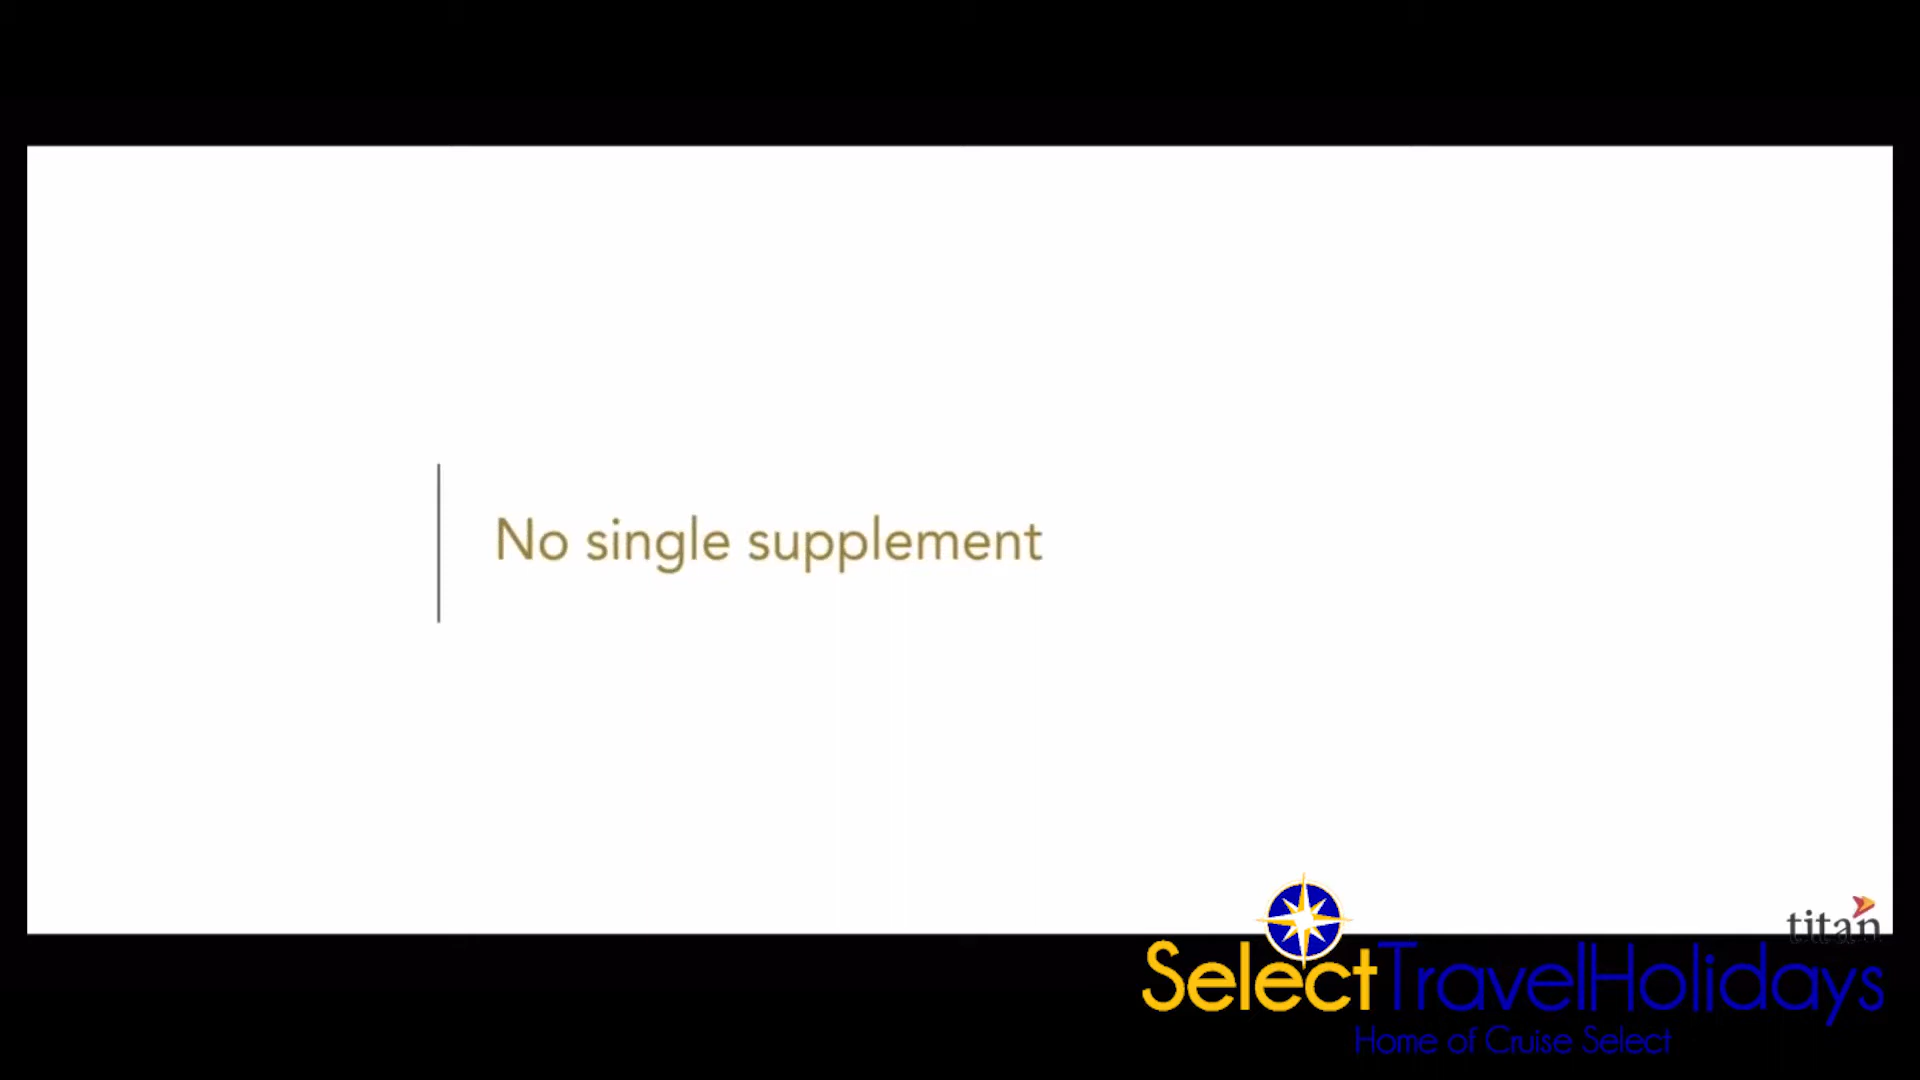 No single supplement
titan
SelectTravelHolidays
Home of Cruise Select